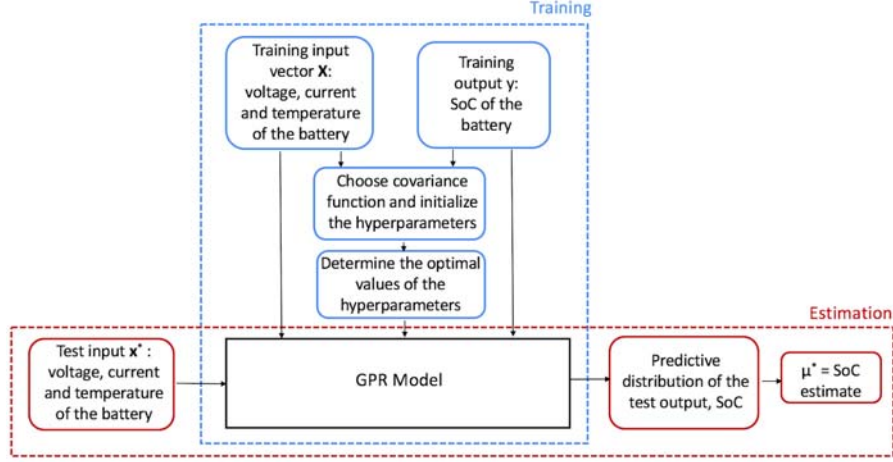 Training
Training input
vector X:
voltage, current
and temperature
of the battery
Training
output y:
SoC of the
battery
Choose covariance
function and initialize
the hyperparameters
Determine the optimal
values of the
hyperparameters
Estimation
Test input x* :
voltage, current
and temperature
of the battery
GPR Model
Predictive
distribution of the
test output, SoC
μ* = SoC
estimate